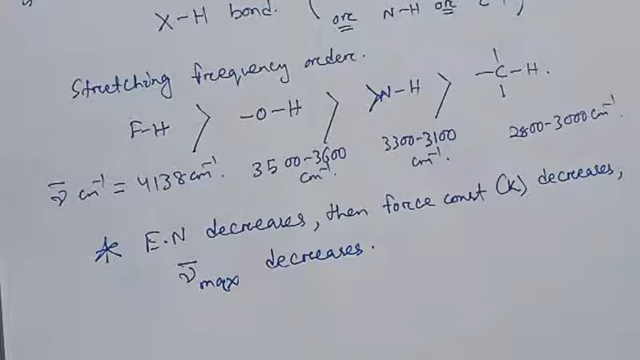 X-H bond. ( or N-H or
Stretching frequency order.
F-H > -O-H > >N-H > -C-H.
ν̄ cm⁻¹ = 4138 cm⁻¹. 3500-3600 cm⁻¹. 3300-3100 cm⁻¹. 2800-3000 cm⁻¹.
* E.N decreases, then force const (K) decreases,
ν̄max decreases.